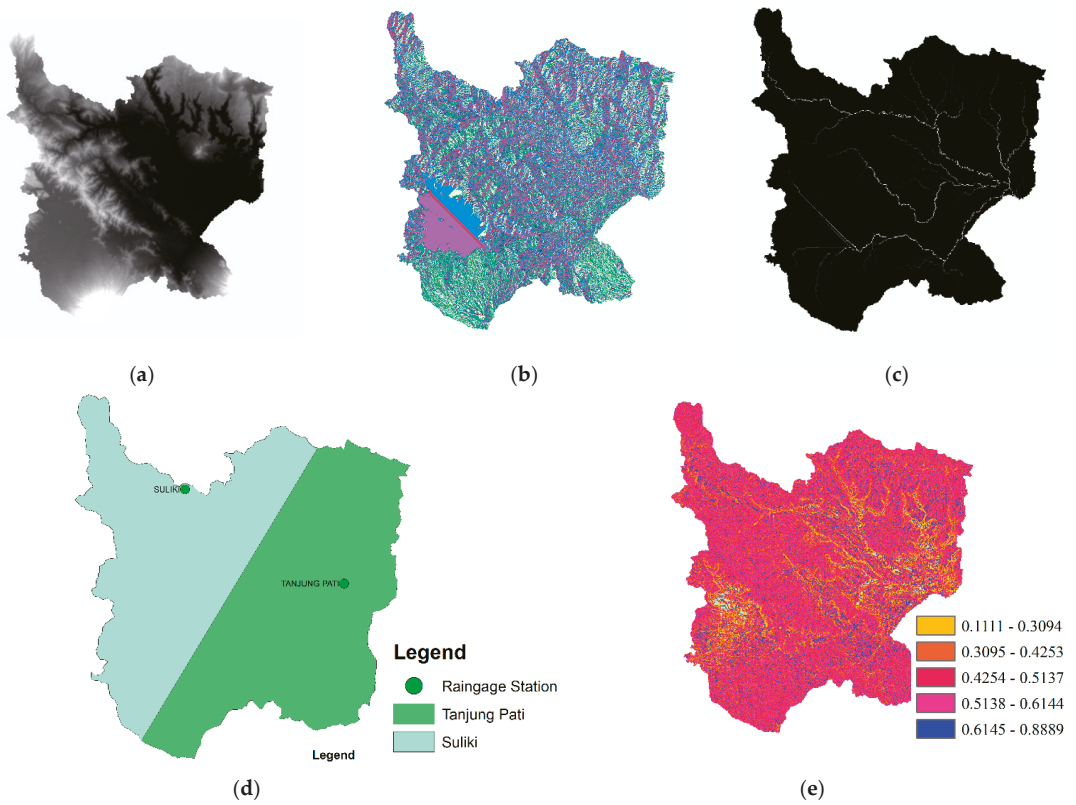 (a)
(b)
(c)
SULIKI
TANJUNG PATI
Legend
Raingage Station
Tanjung Pati
Suliki
Legend
0.1111 - 0.3094
0.3095 - 0.4253
0.4254 - 0.5137
0.5138 - 0.6144
0.6145 - 0.8889
(d)
(e)